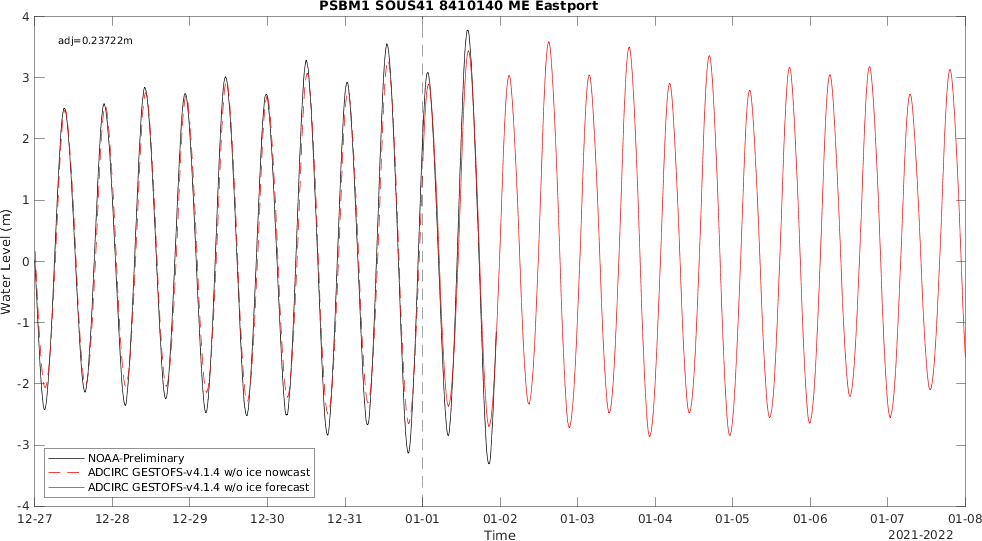 PSBM1 SOUS41 8410140 ME Eastport
adj=0.23722m
4
3
2
1
0
-1
-2
-3
-4
Water Level (m)
NOAA-Preliminary
ADCIRC GESTOFS-v4.1.4 w/o ice nowcast
ADCIRC GESTOFS-v4.1.4 w/o ice forecast
12-27 12-28 12-29 12-30 12-31 01-01 01-02 01-03 01-04 01-05 01-06 01-07 01-08
Time
2021-2022